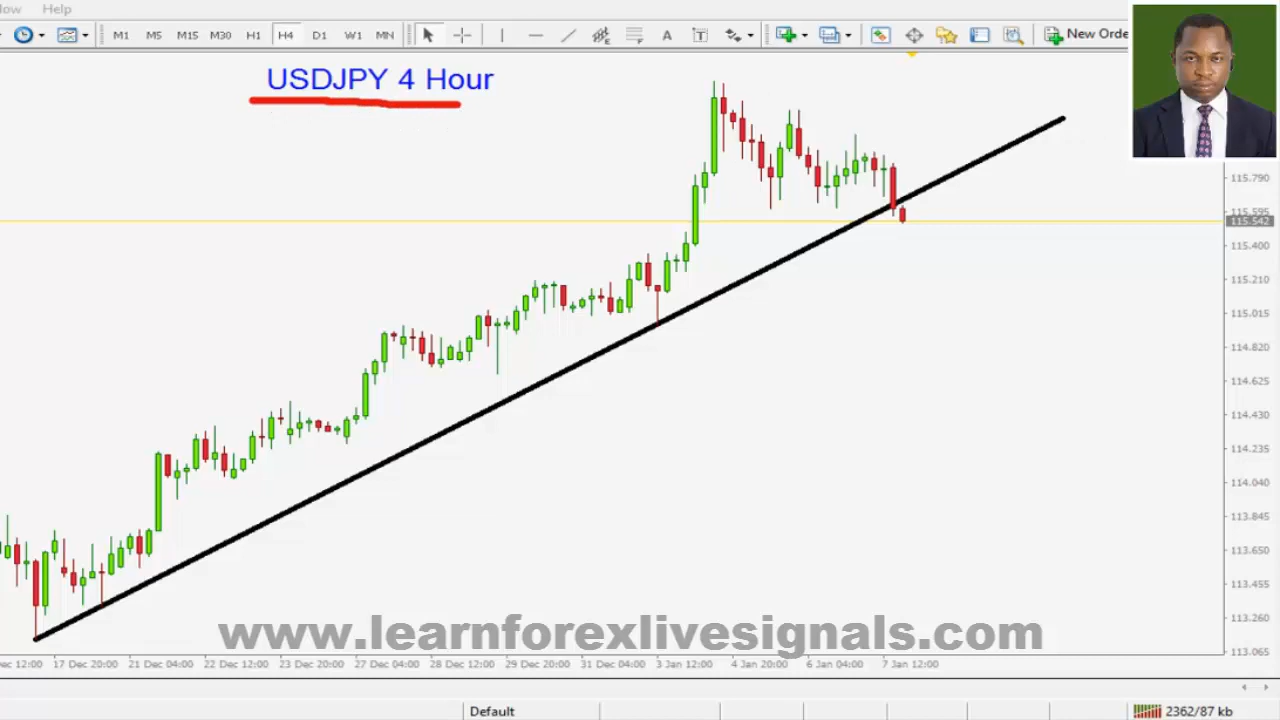 ow Help
M1 M5 M15 M30 H1 H4 D1 W1 MN A T New Orde
USDJPY 4 Hour
115.790
115.595
115.542
115.400
115.210
115.015
114.820
114.625
114.430
114.235
114.040
113.845
113.650
113.455
113.260
www.learnforexlivesignals.com
113.065
ec 12:00 17 Dec 20:00 21 Dec 04:00 22 Dec 12:00 23 Dec 20:00 27 Dec 04:00 28 Dec 12:00 29 Dec 20:00 31 Dec 04:00 3 Jan 12:00 4 Jan 20:00 6 Jan 04:00 7 Jan 12:00
Default 2362/87 kb